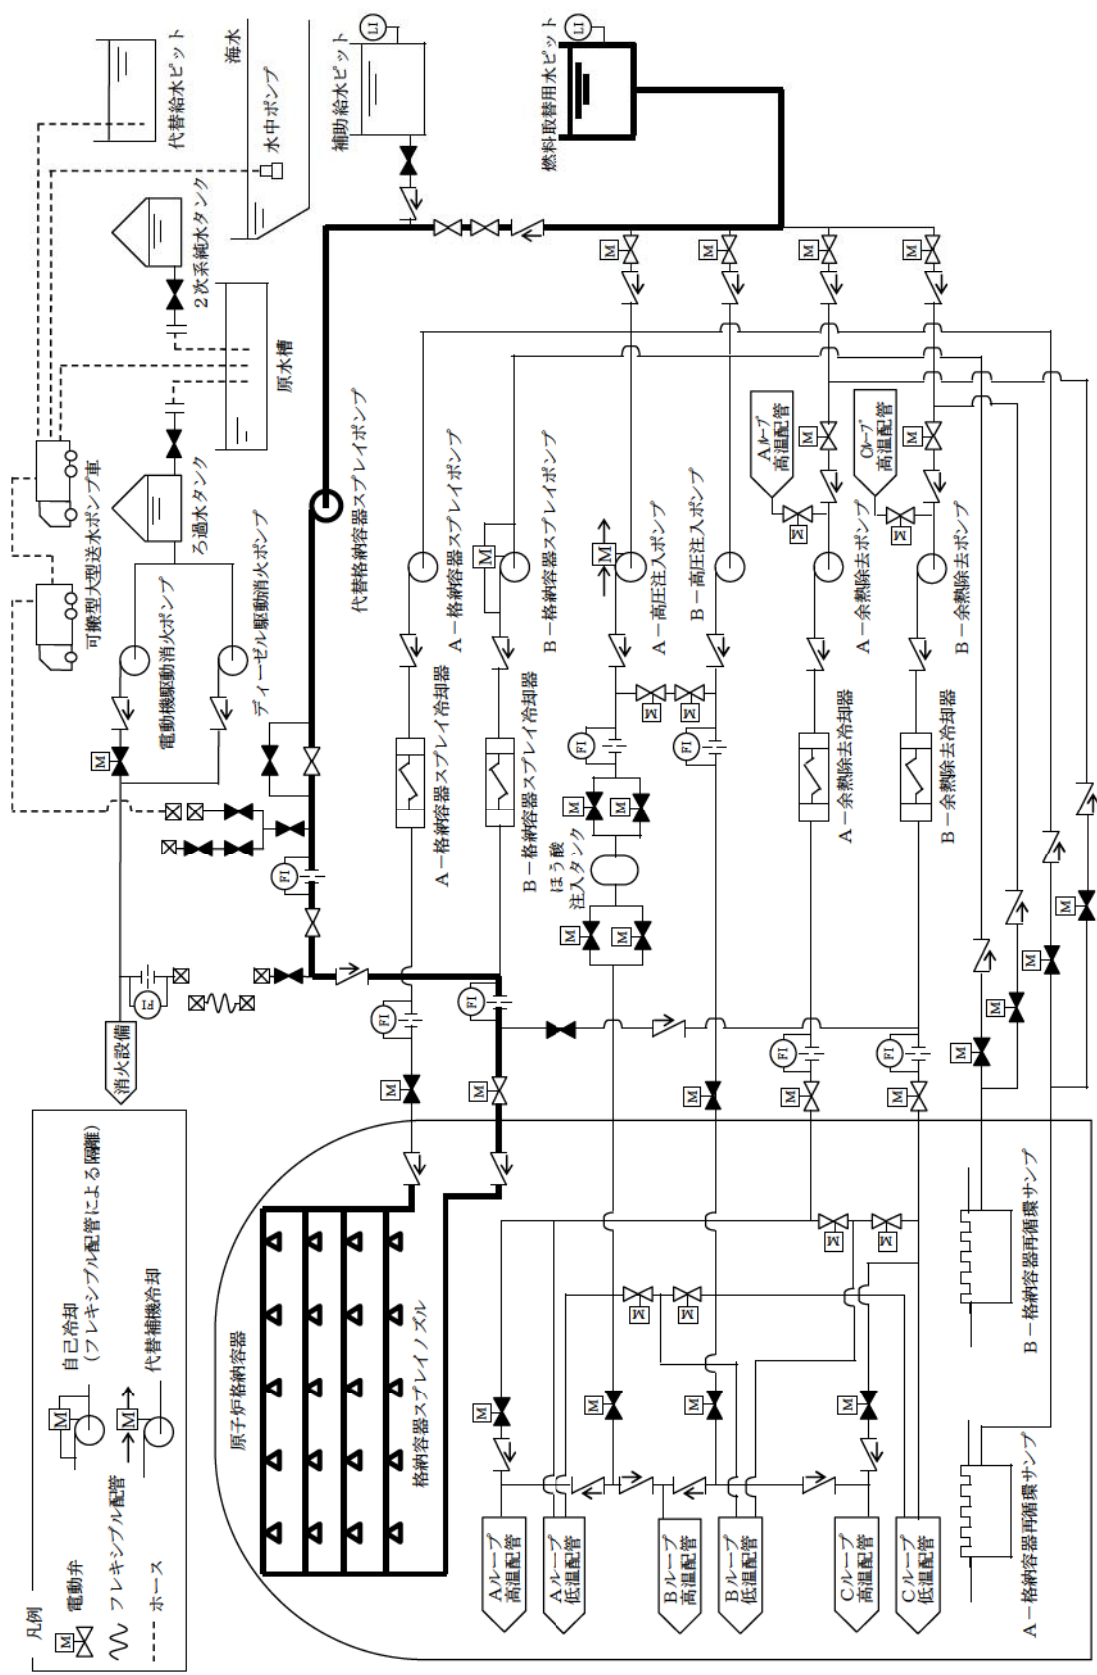 凡例
電動弁
フレキシブル配管
ホース
自己冷却
(フレキシブル配管による隔離)
代替補機冷却
M
M
M
消火設備
FI
M
電動機駆動消火ポンプ
ディーゼル駆動消火ポンプ
可搬型大型送水ポンプ車
ろ過水タンク
原水槽
2次系純水タンク
代替給水ピット
海水
水中ポンプ
補助給水ピット
LI
燃料取替用水ピット
LI
代替格納容器スプレイポンプ
FI
FI
FI
M
M
A-格納容器スプレイポンプ
B-格納容器スプレイポンプ
M
A-格納容器スプレイ冷却器
B-格納容器スプレイ冷却器
A-高圧注入ポンプ
M
B-高圧注入ポンプ
M
M
FI
FI
ほう酸
注入タンク
M
M
M
M
M
M
M
M
M
Aループ
高温配管
Cループ
高温配管
M
M
M
M
A-余熱除去ポンプ
B-余熱除去ポンプ
A-余熱除去冷却器
B-余熱除去冷却器
FI
FI
M
M
M
M
M
M
原子炉格納容器
格納容器スプレイノズル
M
M
M
M
M
M
M
M
Aループ
高温配管
Aループ
低温配管
Bループ
高温配管
Bループ
低温配管
Cループ
高温配管
Cループ
低温配管
A-格納容器再循環サンプ
B-格納容器再循環サンプ